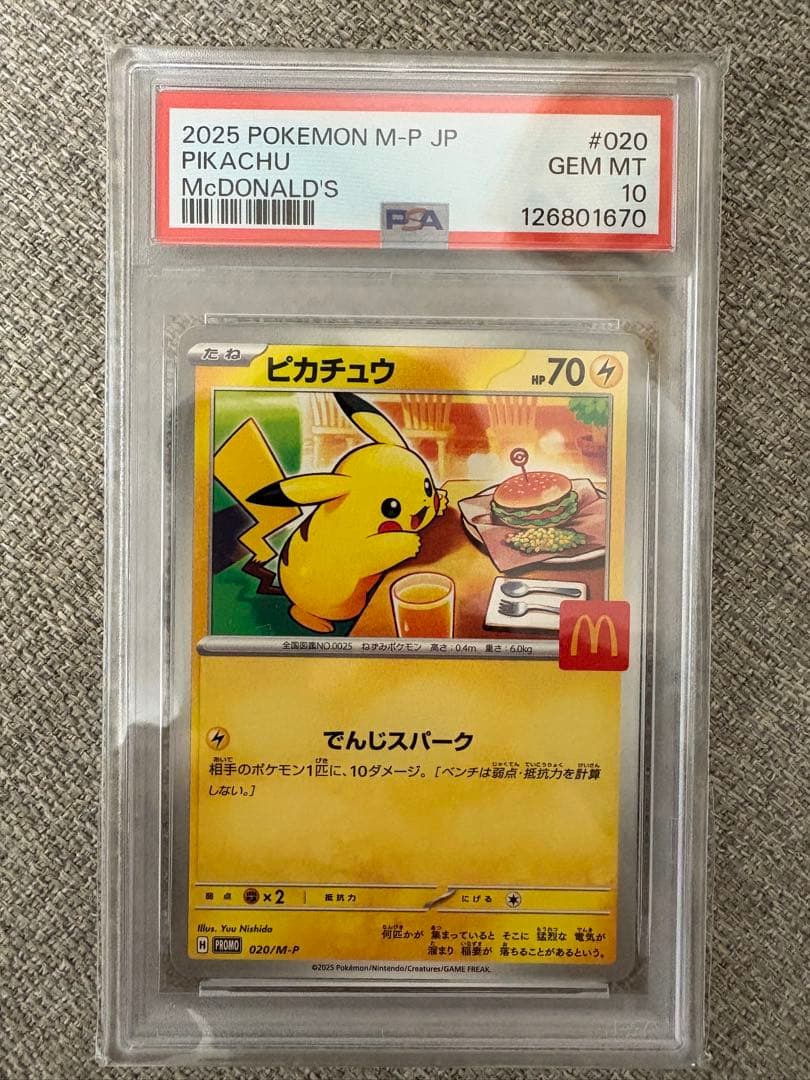 2025 POKEMON M-P JP #020
PIKACHU GEM MT
McDONALD'S 10
PSA 126801670
たね ピカチュウ HP70
全国図鑑NO.0025 ねずみポケモン 高さ:0.4m 重さ:6.0kg
でんじスパーク
相手のポケモン1匹に、10ダメージ。[ベンチは弱点・抵抗力を計算
しない。]
弱点 ×2 抵抗力 にげる
Illus. Yuu Nishida
H PROMO 020/M-P
何匹かが 集まっていると そこに 猛烈な 電気が
溜まり 稲妻が 落ちることがあるという。
©2025 Pokémon/Nintendo/Creatures/GAME FREAK.